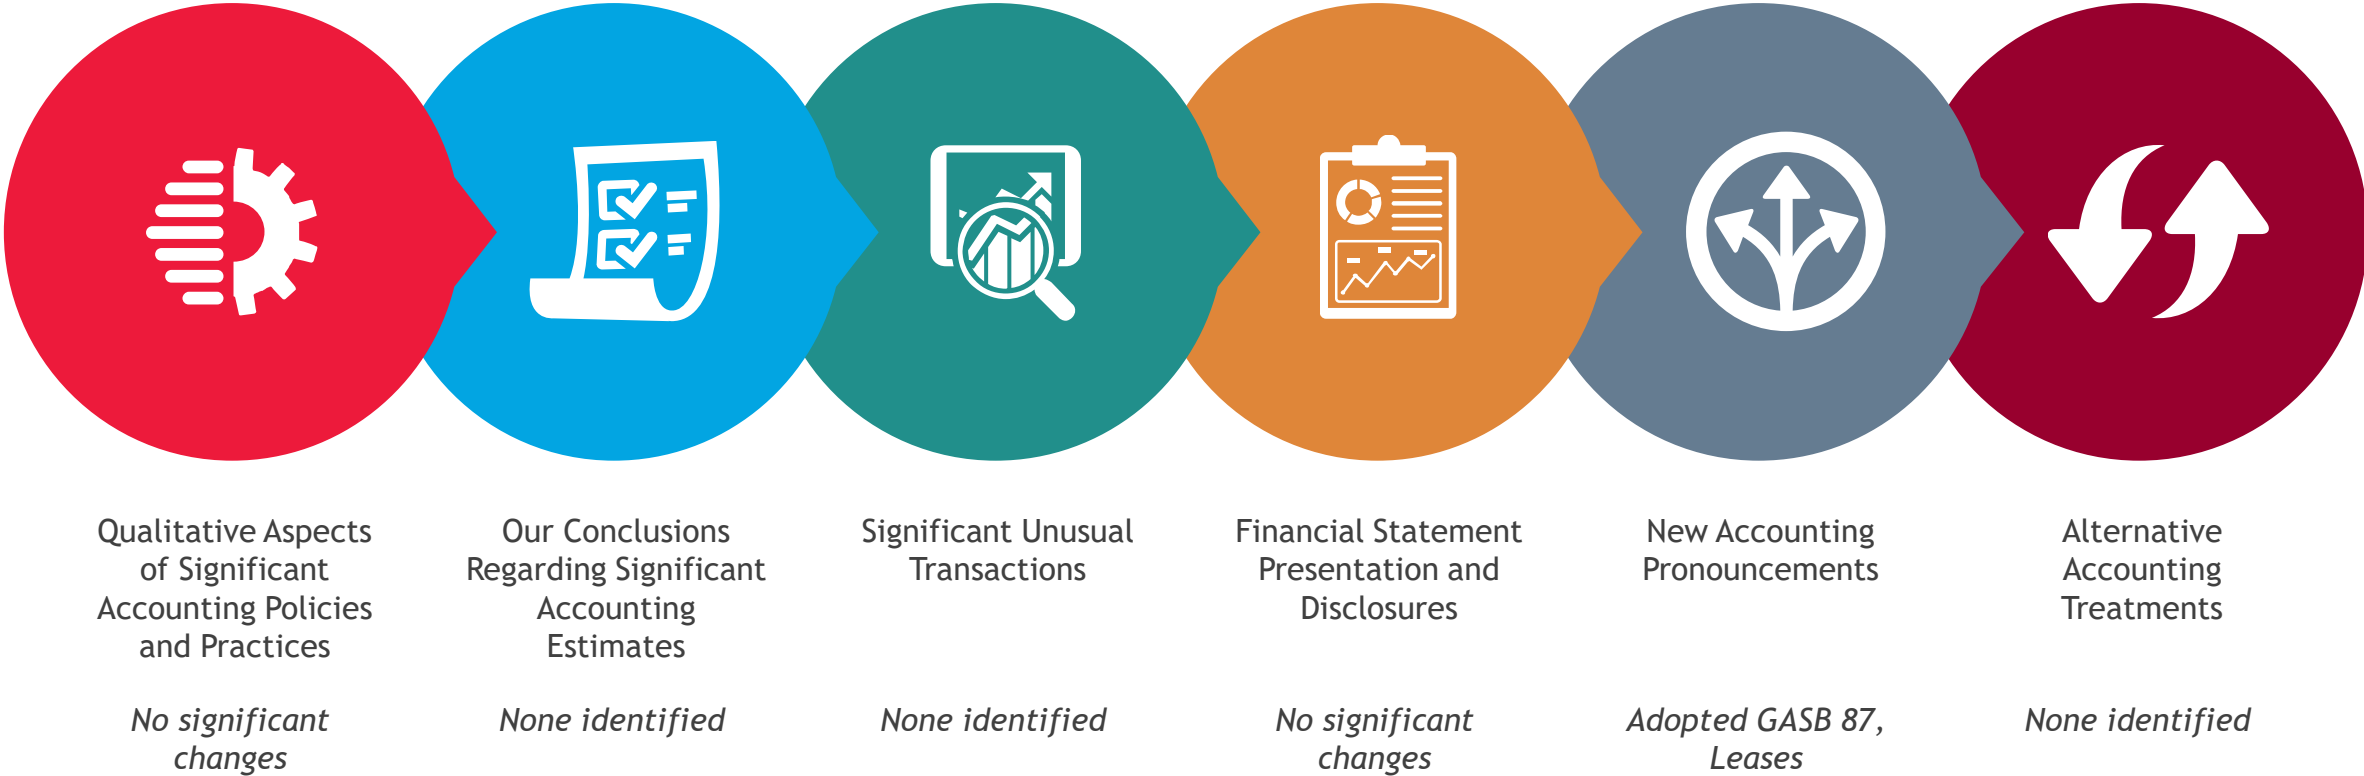 Qualitative Aspects
of Significant
Accounting Policies
and Practices
No significant
changes
Our Conclusions
Regarding Significant
Accounting
Estimates
None identified
Significant Unusual
Transactions
None identified
Financial Statement
Presentation and
Disclosures
No significant
changes
New Accounting
Pronouncements
Adopted GASB 87,
Leases
Alternative
Accounting
Treatments
None identified